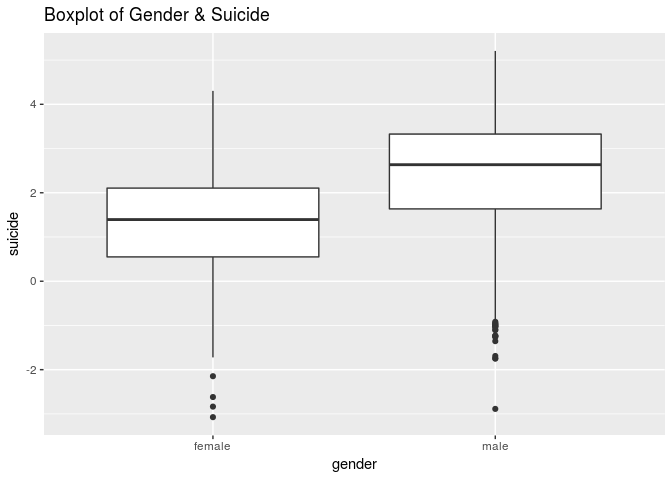 Boxplot of Gender & Suicide
suicide
4
2
0
-2
female
male
gender